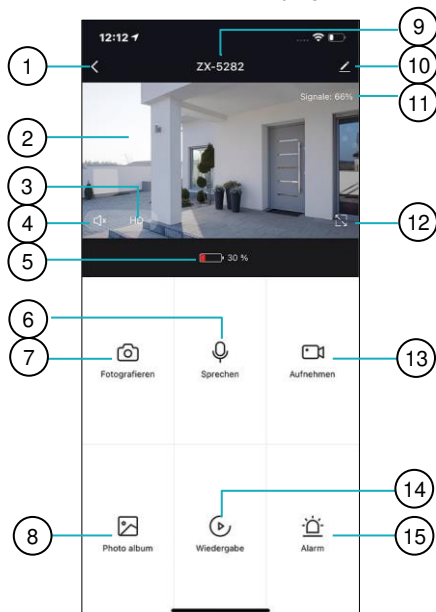 9
12:12
1
ZX-5282
10
Signale: 66%
11
2
3
4
HD
12
5
30 %
6
7
Fotografieren
Sprechen
Aufnehmen
13
14
8
Photo album
Wiedergabe
Alarm
15